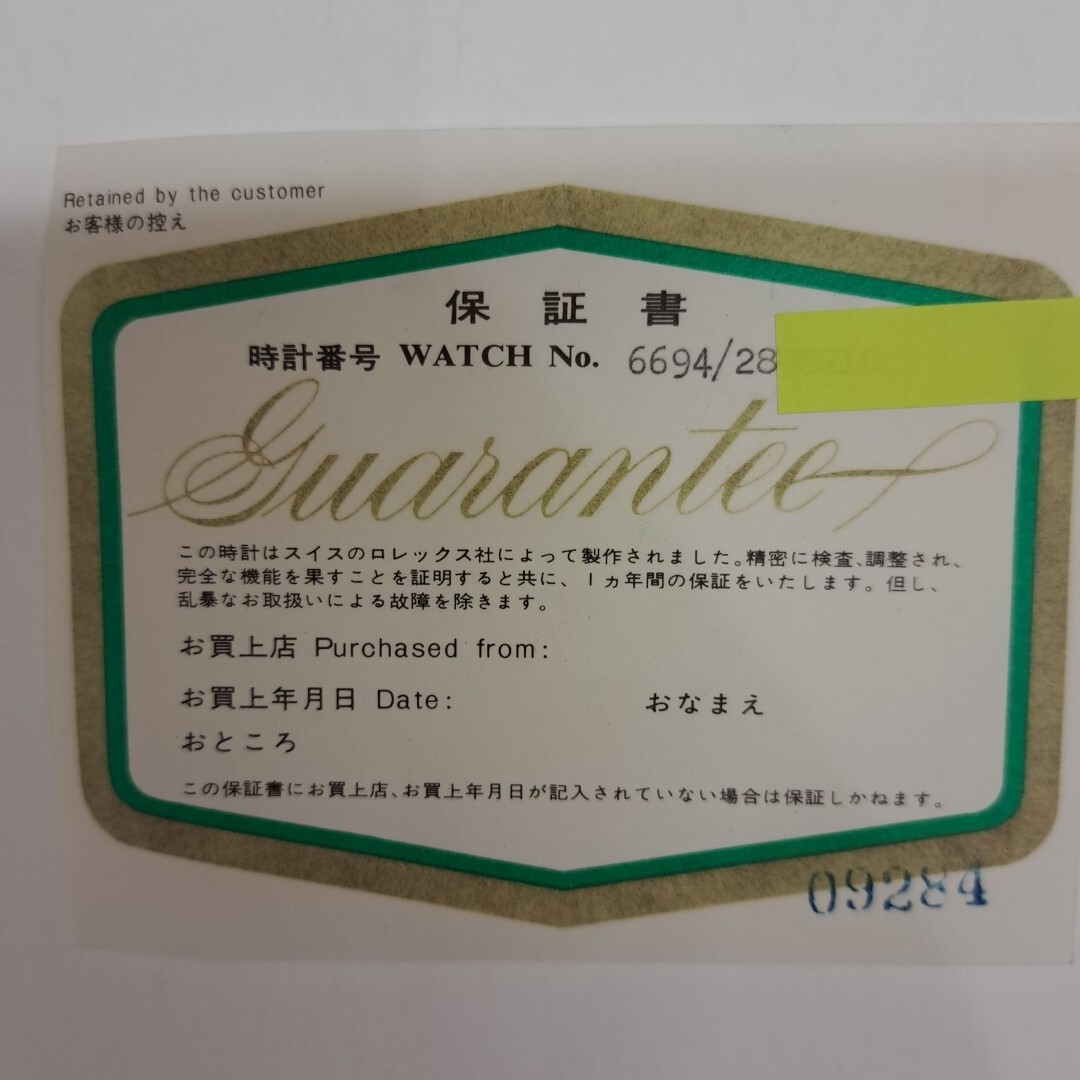 Retained by the customer
お客様の控え
保 証 書
時計番号 WATCH No. 6694/28
Guarantee
この時計はスイスのロレックス社によって製作されました。精密に検査、調整され、
完全な機能を果すことを証明すると共に、1ヵ年間の保証をいたします。但し、
乱暴なお取扱いによる故障を除きます。
お買上店 Purchased from:
お買上年月日 Date: おなまえ
おところ
この保証書にお買上店、お買上年月日が記入されていない場合は保証しかねます。
09284